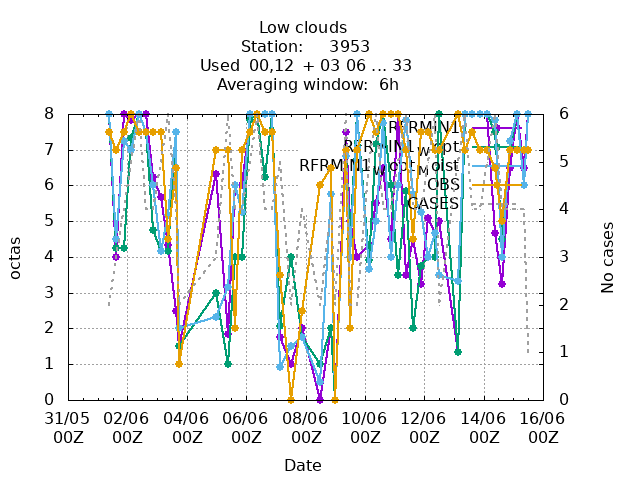 Low clouds
Station: 3953
Used 00,12 + 03 06 ... 33
Averaging window: 6h
octas
No cases
8
7
6
5
4
3
2
1
0
6
5
4
3
2
1
0
RFRMIN1
RFRMIN1_W_opt
RFRMIN1_W_opt_M_oist
OBS
CASES
31/05 02/06 04/06 06/06 08/06 10/06 12/06 14/06 16/06
00Z 00Z 00Z 00Z 00Z 00Z 00Z 00Z 00Z
Date